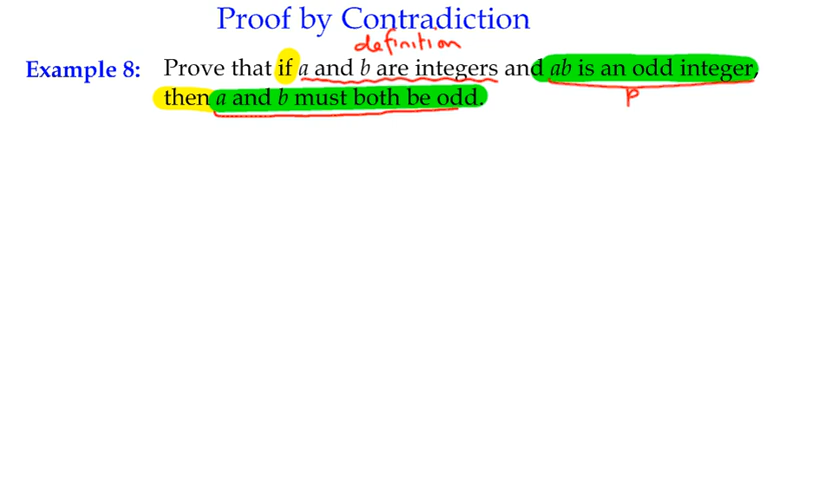 Proof by Contradiction
definition
Example 8: Prove that if a and b are integers and ab is an odd integer,
then a and b must both be odd.
P